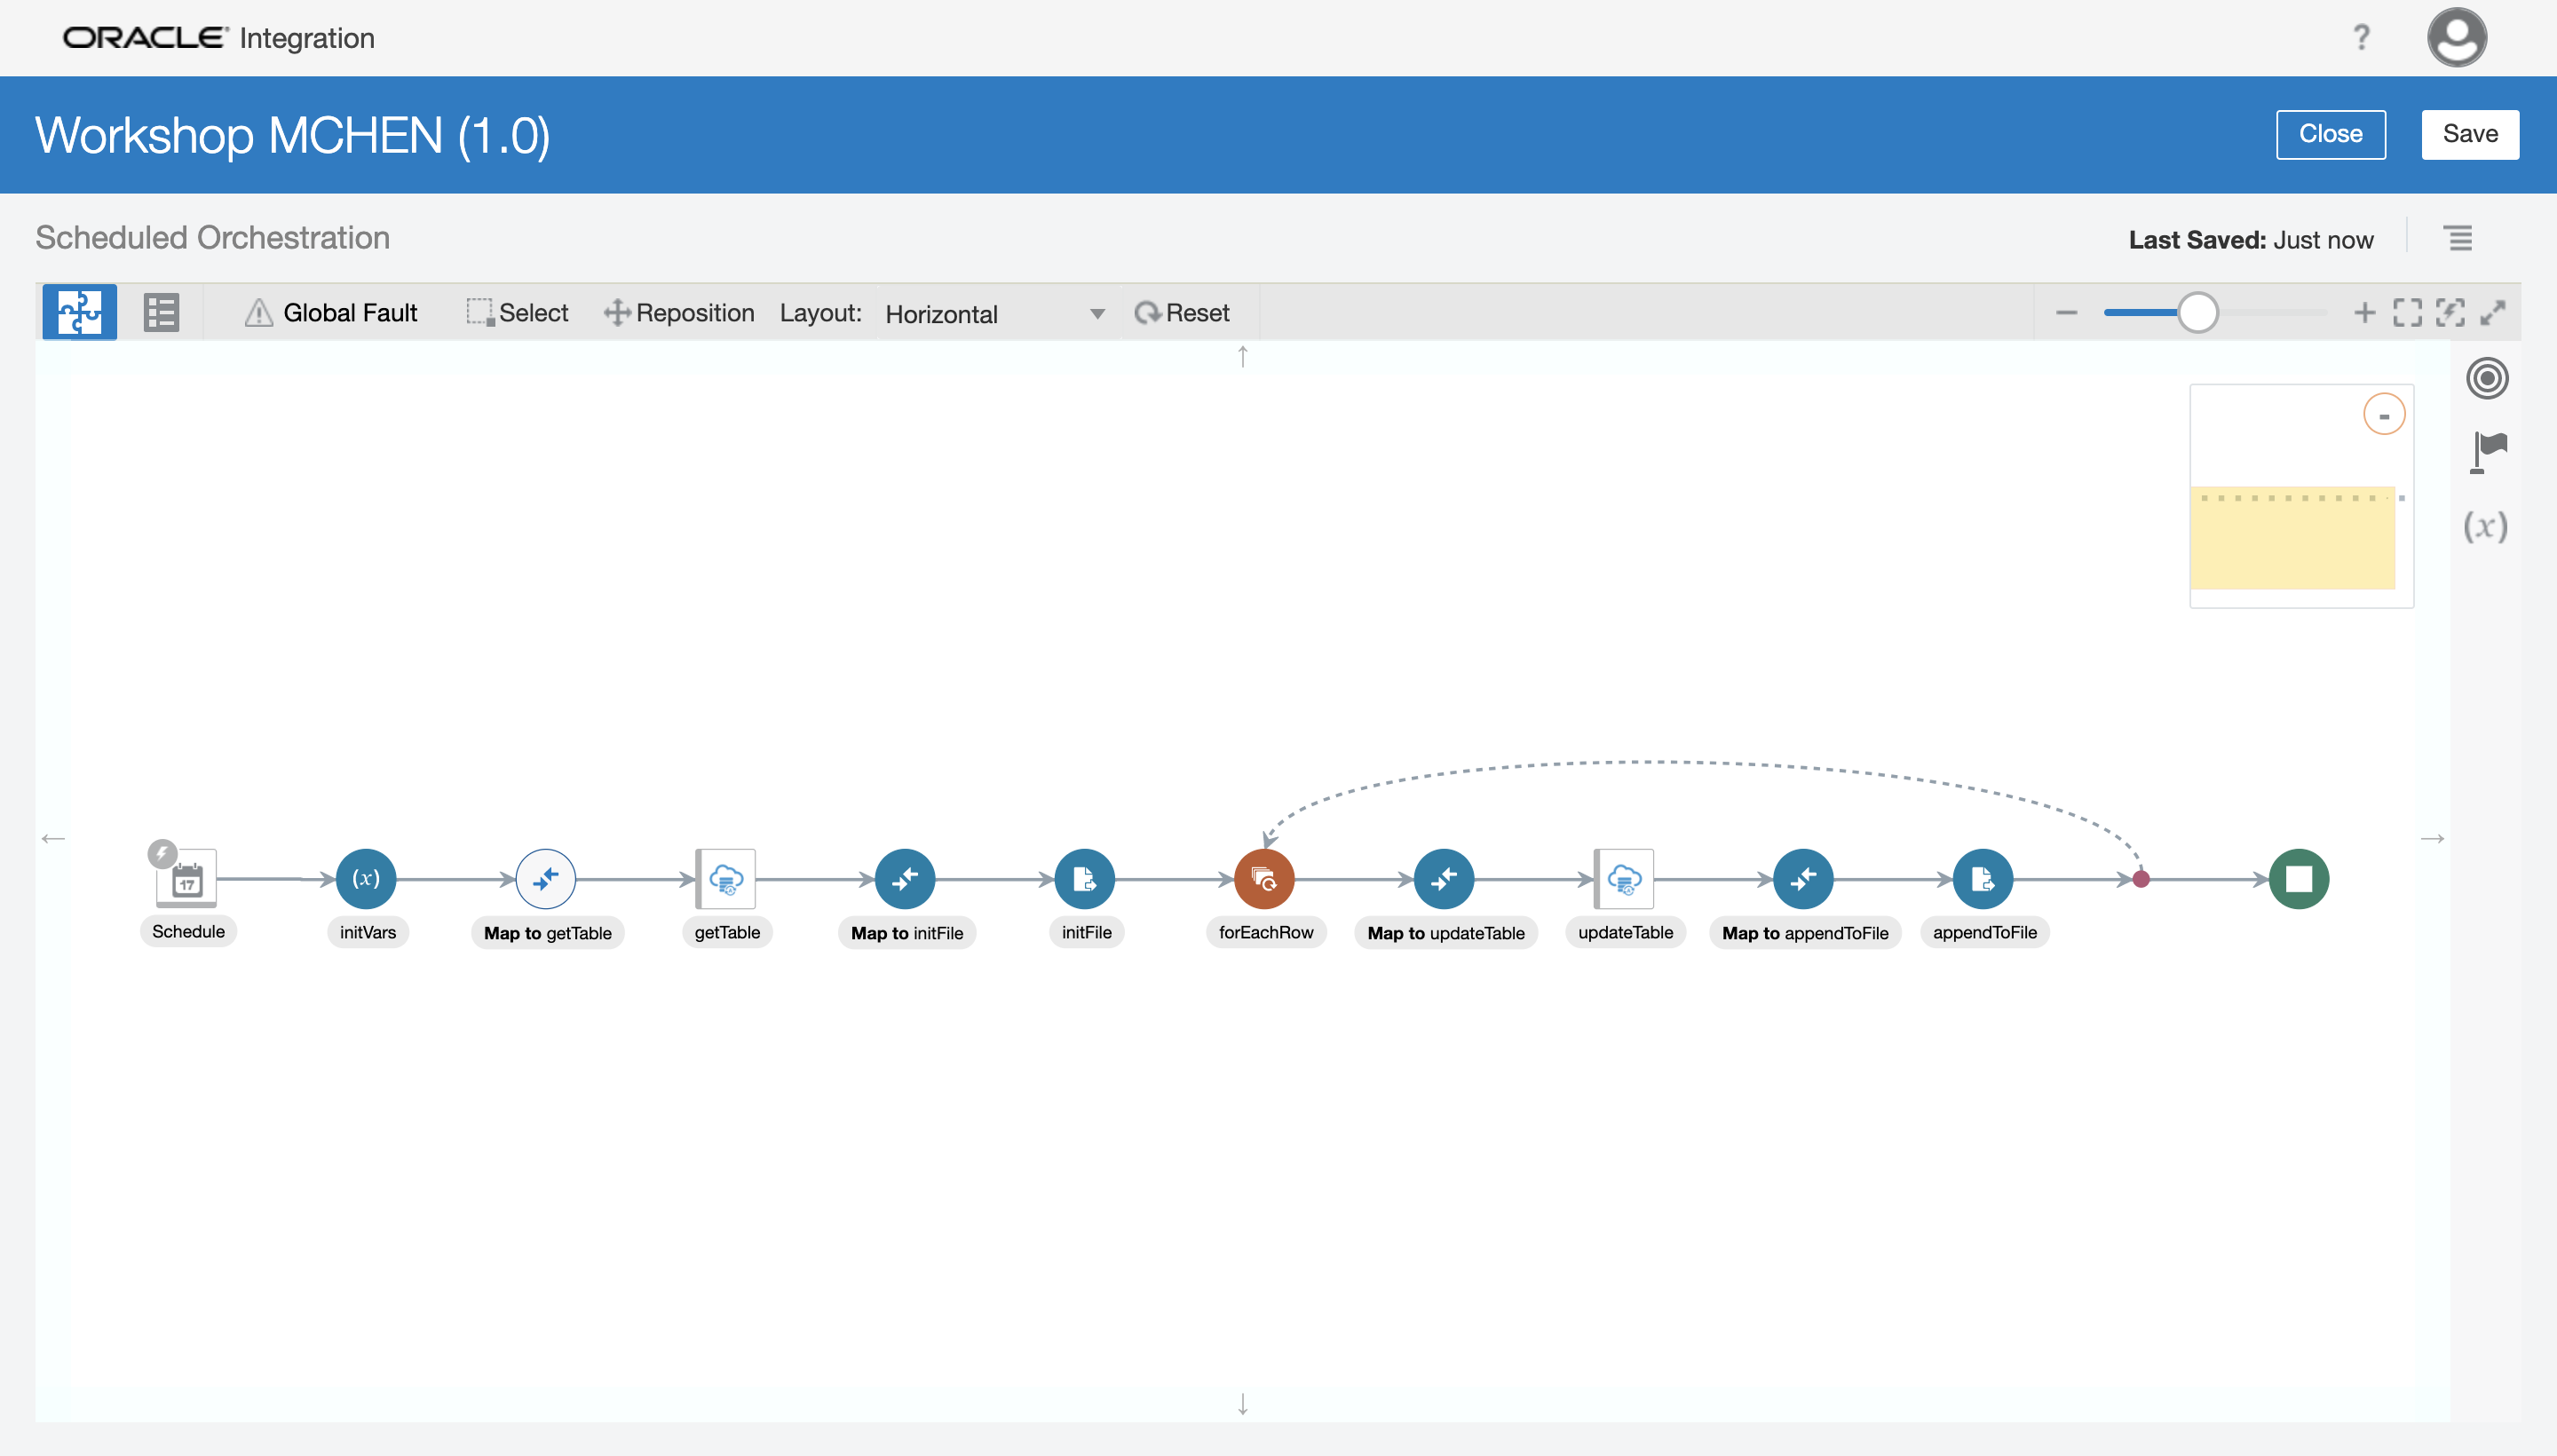 ORACLE Integration
?
Workshop MCHEN (1.0)
Close
Save
Scheduled Orchestration
Last Saved: Just now
Global Fault
Select
Reposition
Layout:
Horizontal
Reset
(x)
17
(x)
Schedule
initVars
Map to getTable
getTable
Map to initFile
initFile
forEachRow
Map to updateTable
updateTable
Map to appendToFile
appendToFile